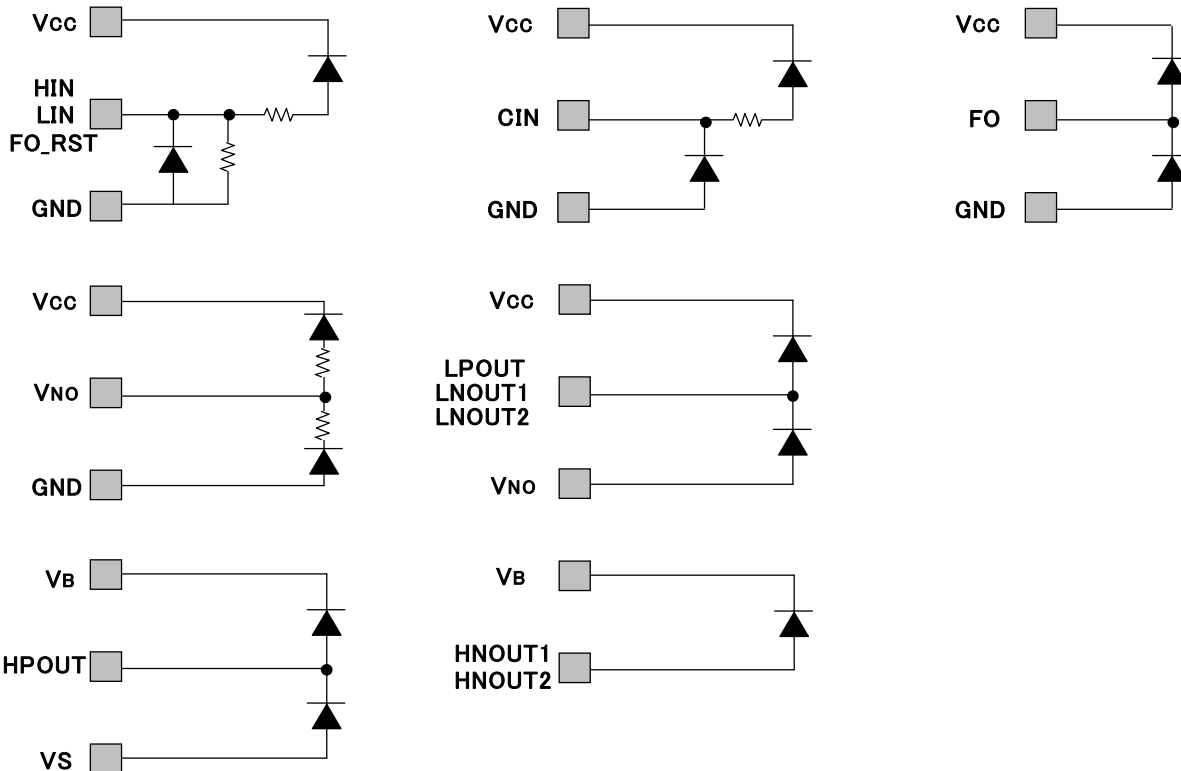 VCC
HIN
LIN
FO_RST
GND
VCC
CIN
GND
VCC
FO
GND
VCC
VNO
GND
VCC
LPOUT
LNOUT1
LNOUT2
VNO
VB
HPOUT
VS
VB
HNOUT1
HNOUT2